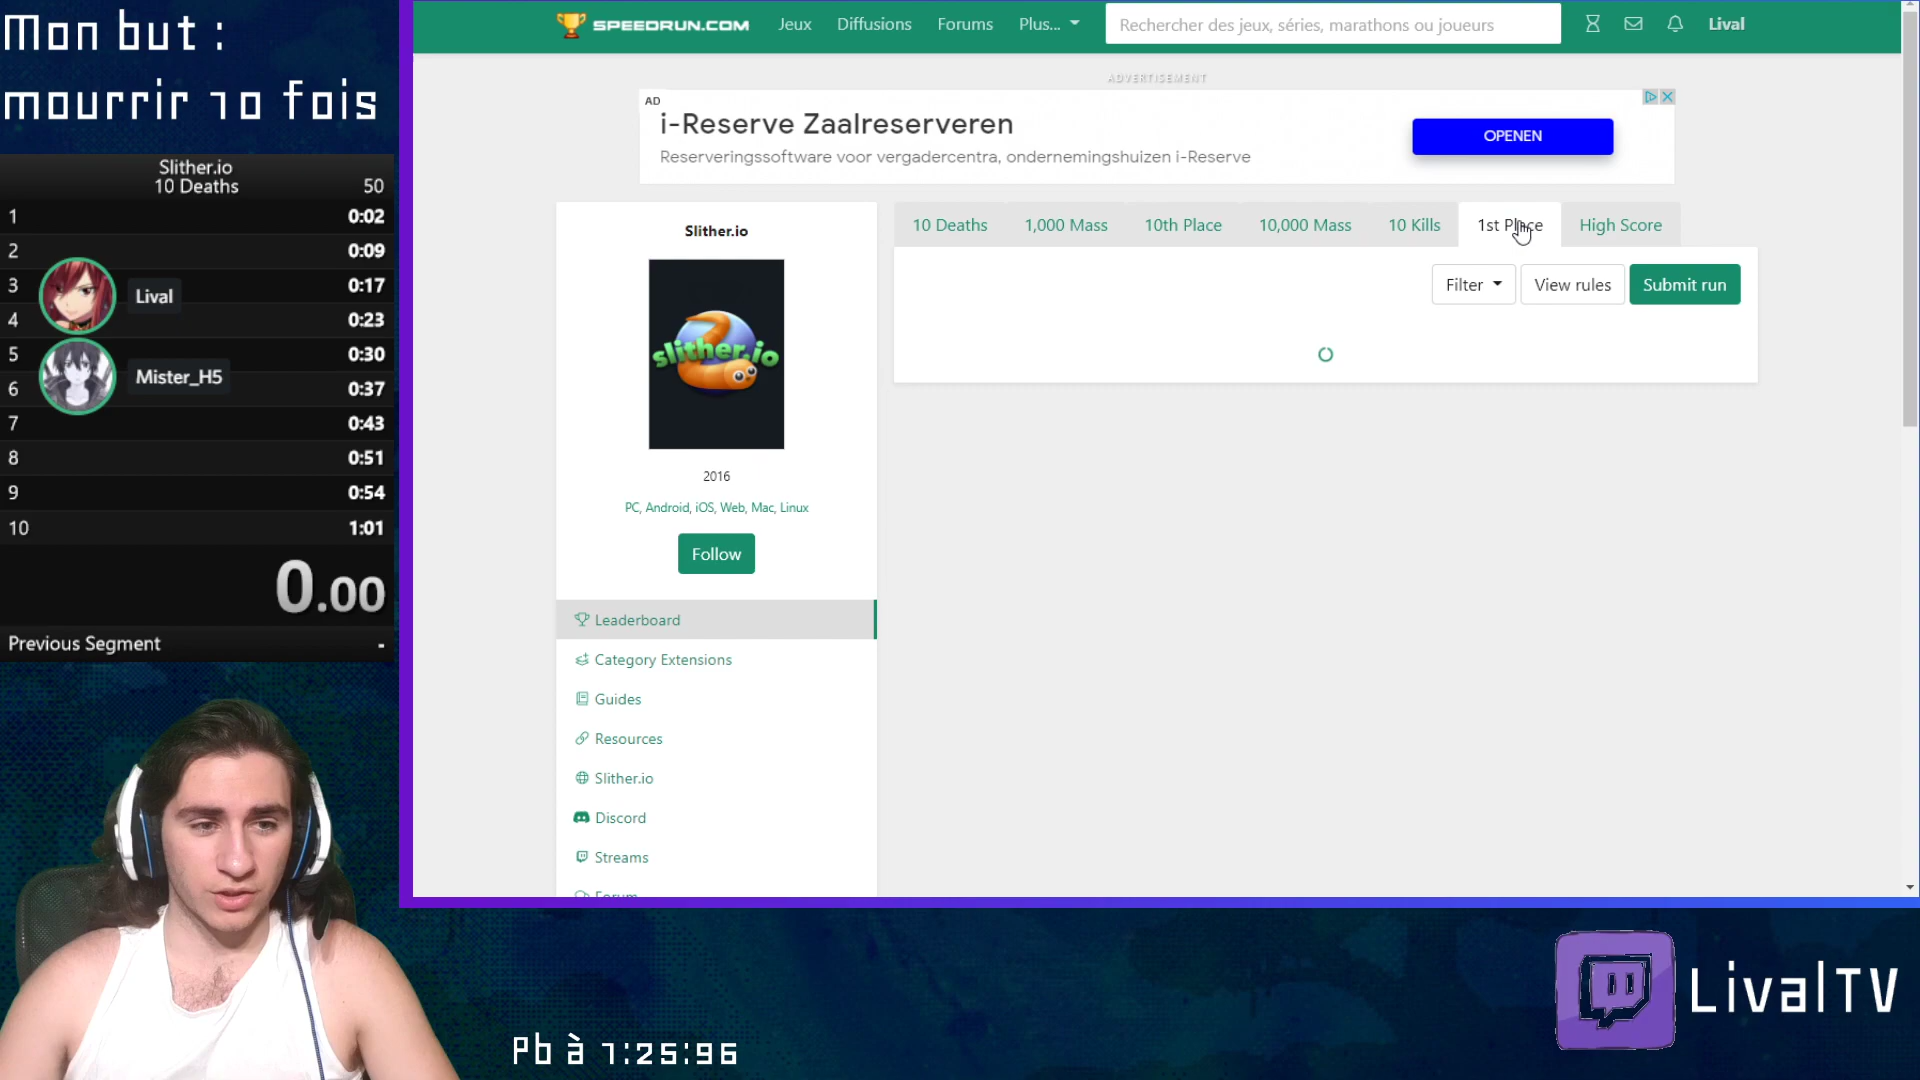 Mon but :
mourrir 10 fois
Slither.io
10 Deaths 50
1 0:02
2 0:09
3 0:17
4 0:23
5 0:30
6 0:37
7 0:43
8 0:51
9 0:54
10 1:01
Lival
Mister_H5
0.00
Previous Segment -
SPEEDRUN.COM Jeux Diffusions Forums Plus... Rechercher des jeux, séries, marathons ou joueurs Lival
ADVERTISEMENT
AD
i-Reserve Zaalreserveren
Reserveringssoftware voor vergadercentra, ondernemingshuizen i-Reserve
OPENEN
Slither.io
slither.io
2016
PC, Android, iOS, Web, Mac, Linux
Follow
Leaderboard
Category Extensions
Guides
Resources
Slither.io
Discord
Streams
Forum
10 Deaths 1,000 Mass 10th Place 10,000 Mass 10 Kills 1st Place High Score
Filter View rules Submit run
Pb à 1:25:96
LivalTV